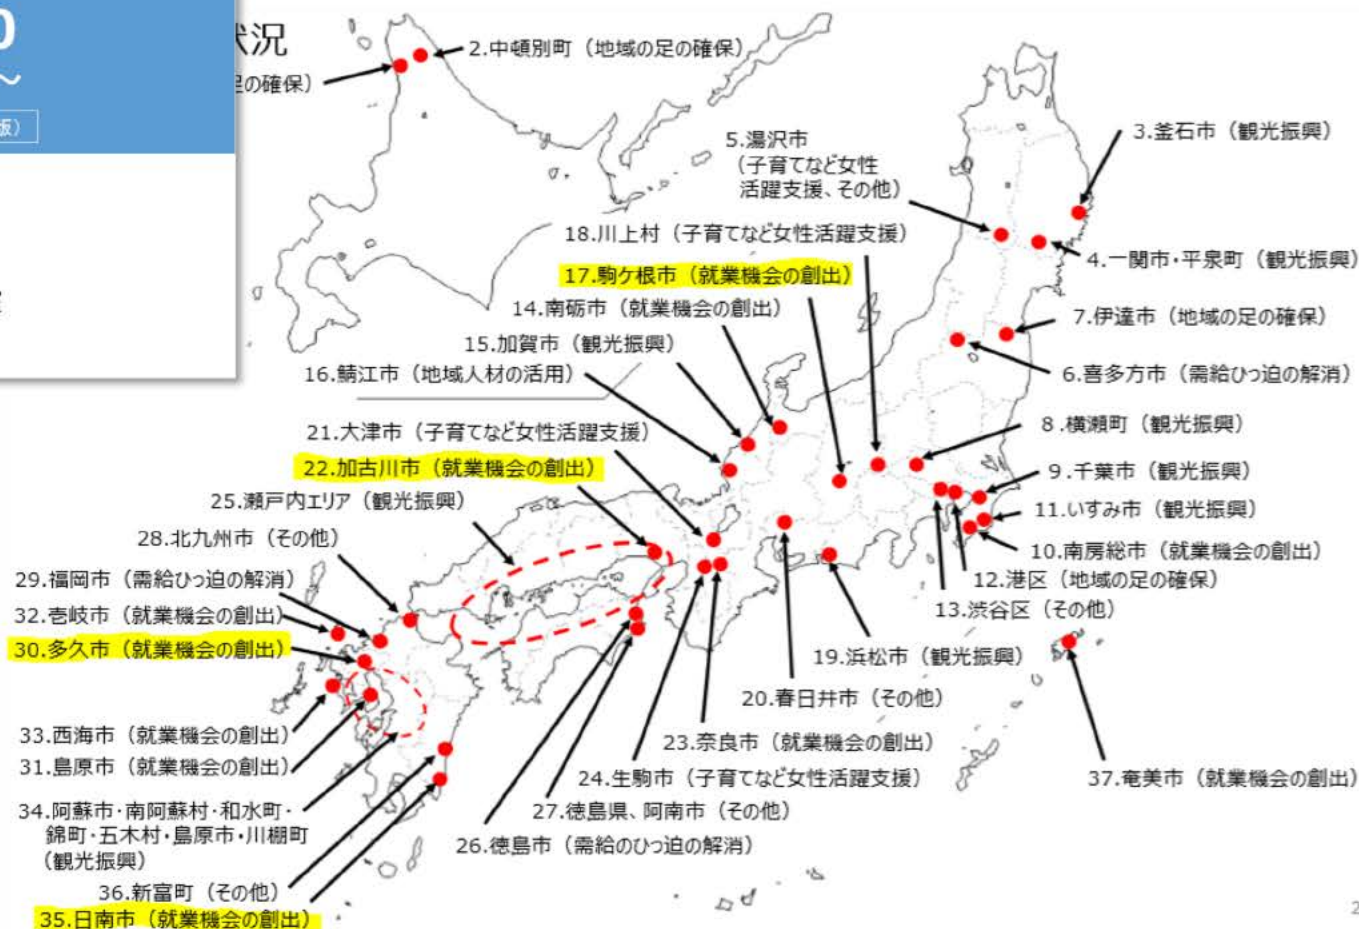 版)
状況
の確保)
2.中頓別町（地域の足の確保）
3.釜石市（観光振興）
5.湯沢市
（子育てなど女性
活躍支援、その他）
18.川上村（子育てなど女性活躍支援）
4.一関市・平泉町（観光振興）
17.駒ケ根市（就業機会の創出）
14.南砺市（就業機会の創出）
7.伊達市（地域の足の確保）
15.加賀市（観光振興）
16.鯖江市（地域人材の活用）
6.喜多方市（需給ひっ迫の解消）
8.横瀬町（観光振興）
21.大津市（子育てなど女性活躍支援）
22.加古川市（就業機会の創出）
9.千葉市（観光振興）
25.瀬戸内エリア（観光振興）
11.いすみ市（観光振興）
28.北九州市（その他）
10.南房総市（就業機会の創出）
29.福岡市（需給ひっ迫の解消）
12.港区（地域の足の確保）
32.壱岐市（就業機会の創出）
13.渋谷区（その他）
30.多久市（就業機会の創出）
19.浜松市（観光振興）
20.春日井市（その他）
33.西海市（就業機会の創出）
23.奈良市（就業機会の創出）
31.島原市（就業機会の創出）
24.生駒市（子育てなど女性活躍支援）
37.奄美市（就業機会の創出）
34.阿蘇市・南阿蘇村・和水町・
錦町・五木村・島原市・川棚町
（観光振興）
27.徳島県、阿南市（その他）
26.徳島市（需給のひっ迫の解消）
36.新富町（その他）
35.日南市（就業機会の創出）
2